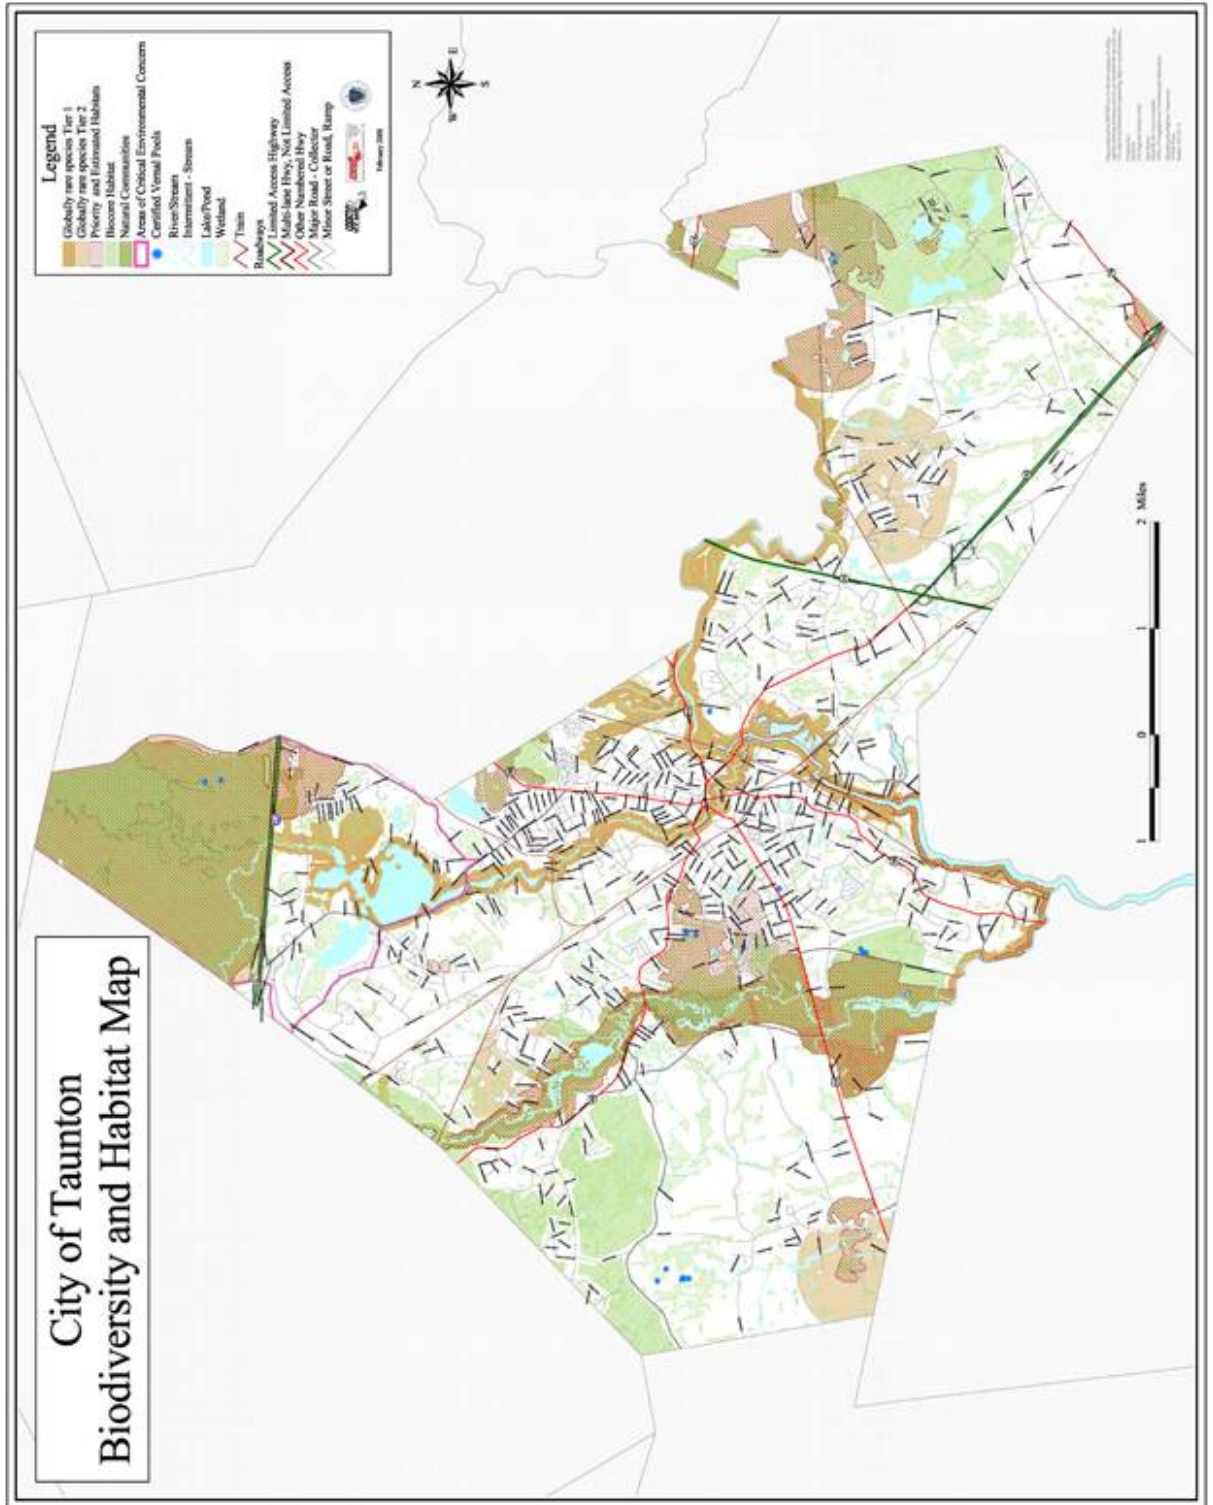 City of Taunton
Biodiversity and Habitat Map
Legend
Globally rare species Tier 1
Globally rare species Tier 2
Priority and Estimated Habitats
Biocore Habitat
Natural Communities
Areas of Critical Environmental Concern
Certified Vernal Pools
River/Stream
Intermittent - Stream
Lake/Pond
Wetland
Train
Roadways
Limited Access Highway
Multi-lane Hwy, Not Limited Access
Other Numbered Hwy
Major Road - Collector
Minor Street or Road, Ramp
N
E
S
W
1
0
1
2 Miles